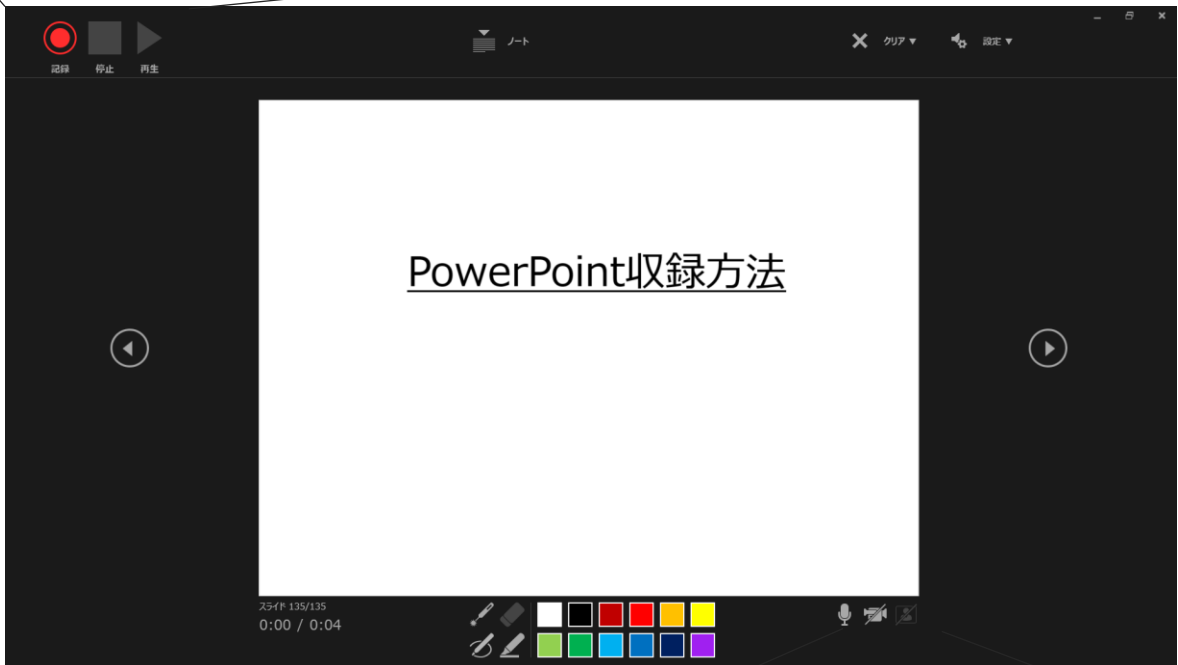 記録 停止 再生
ノート
クリア ▼ 設定 ▼
PowerPoint収録方法
スライド 135/135
0:00 / 0:04